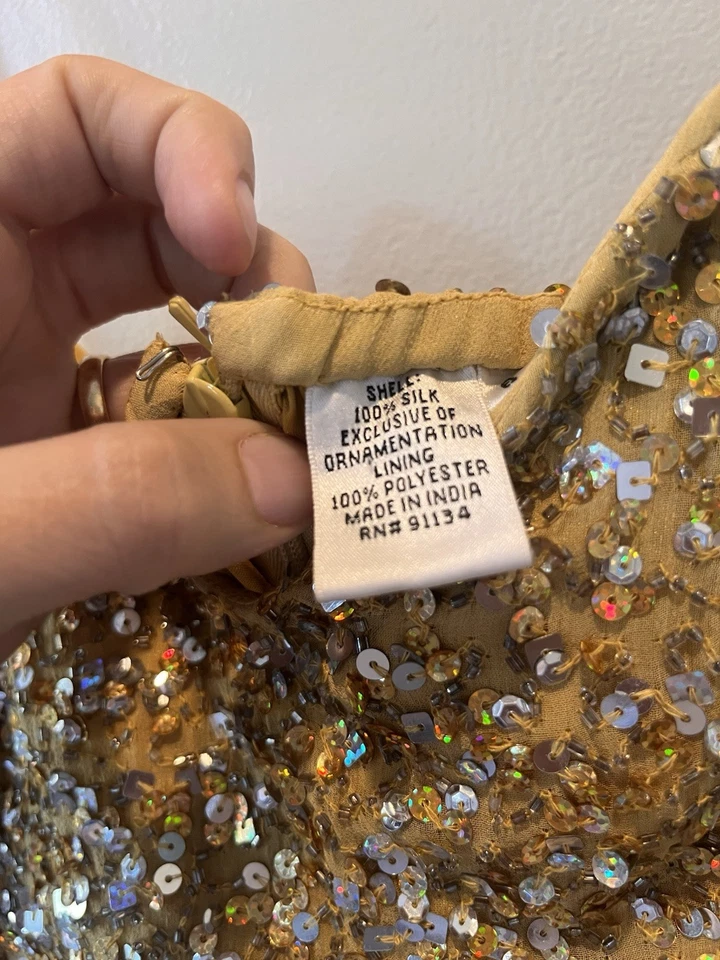 SHELL:
100% SILK
EXCLUSIVE OF
ORNAMENTATION
LINING
100% POLYESTER
MADE IN INDIA
RN# 91134